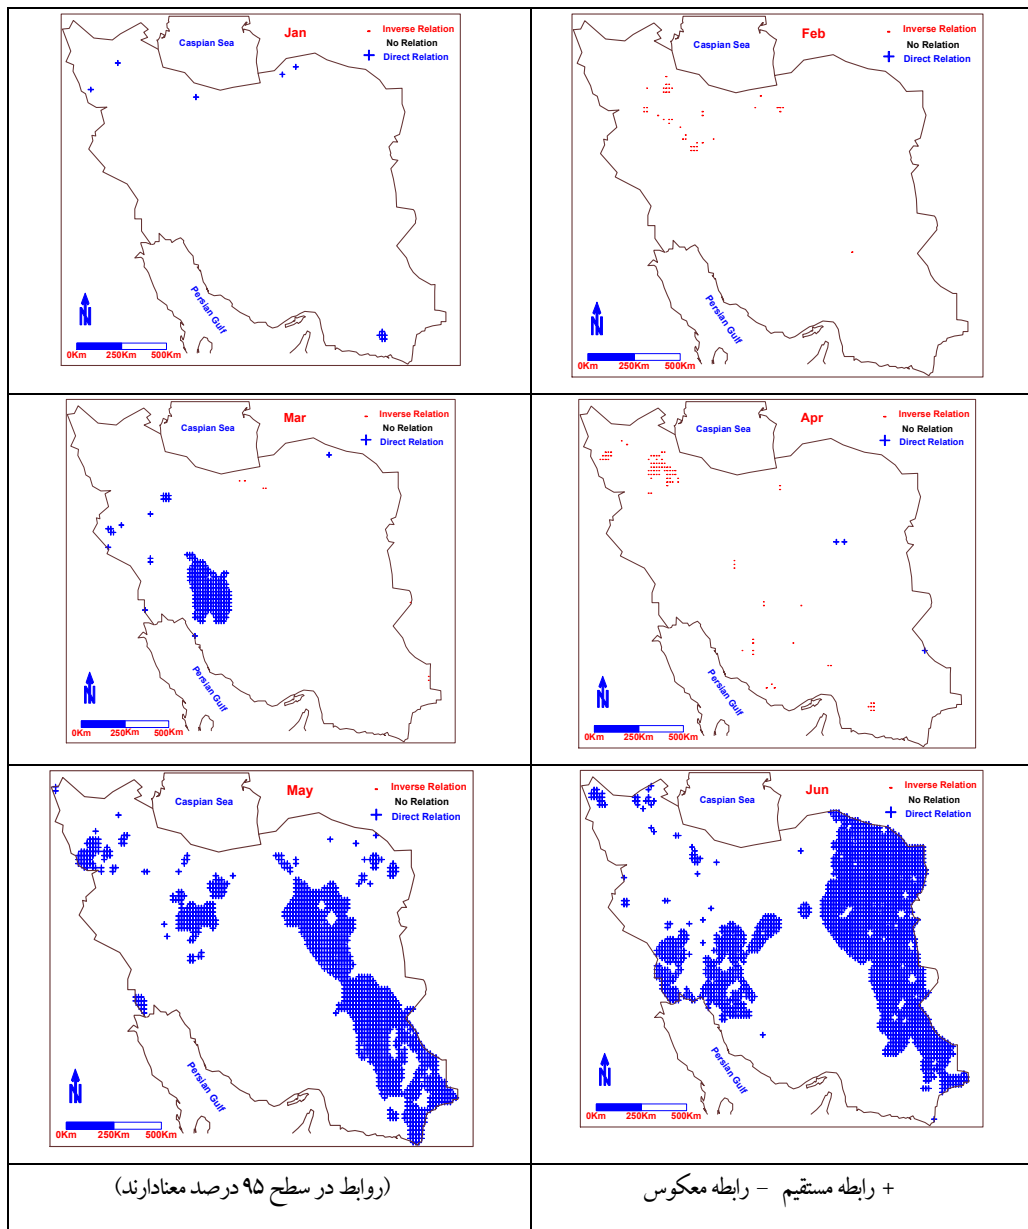 Jan
Caspian Sea
- Inverse Relation
No Relation
+ Direct Relation
Persian Gulf
N
0Km 250Km 500Km
Feb
Caspian Sea
- Inverse Relation
No Relation
+ Direct Relation
Persian Gulf
N
0Km 250Km 500Km
Mar
Caspian Sea
- Inverse Relation
No Relation
+ Direct Relation
Persian Gulf
N
0Km 250Km 500Km
Apr
Caspian Sea
- Inverse Relation
No Relation
+ Direct Relation
Persian Gulf
N
0Km 250Km 500Km
May
Caspian Sea
- Inverse Relation
No Relation
+ Direct Relation
Persian Gulf
N
0Km 250Km 500Km
Jun
Caspian Sea
- Inverse Relation
No Relation
+ Direct Relation
Persian Gulf
N
0Km 250Km 500Km
+ رابطه مستقیم - رابطه معکوس
(روابط در سطح ۹۵ درصد معنادارند)